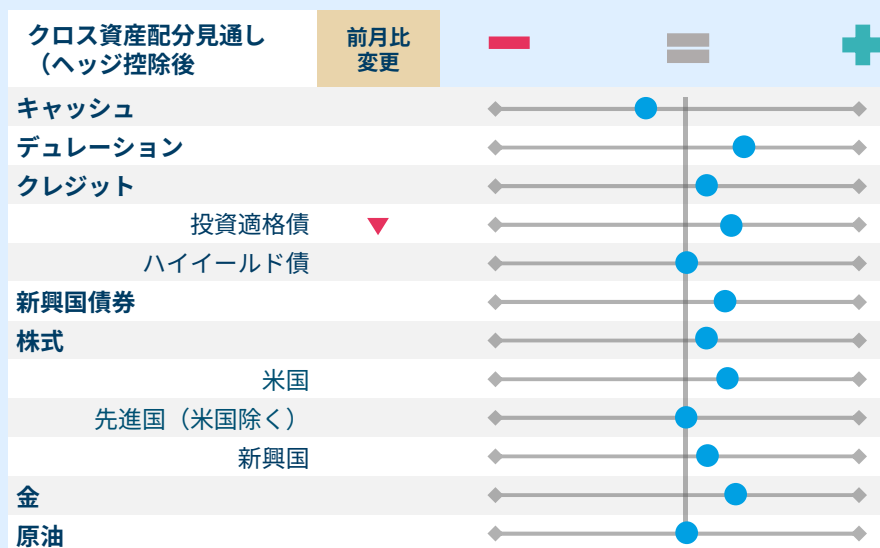 クロス資産配分見通し
（ヘッジ控除後
前月比
変更
キャッシュ
デュレーション
クレジット
投資適格債
ハイイールド債
新興国債券
株式
米国
先進国（米国除く）
新興国
金
原油